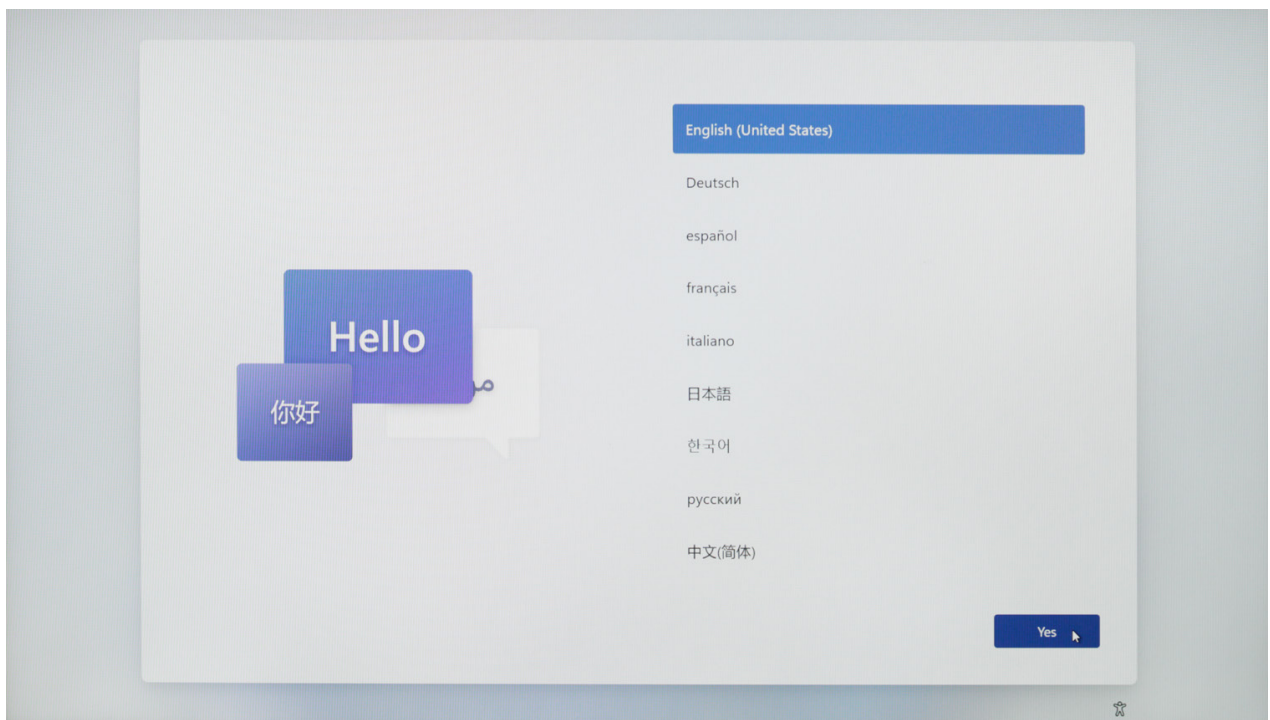 Hello
你好
English (United States)
Deutsch
español
français
italiano
日本語
한국어
русский
中文(简体)
Yes